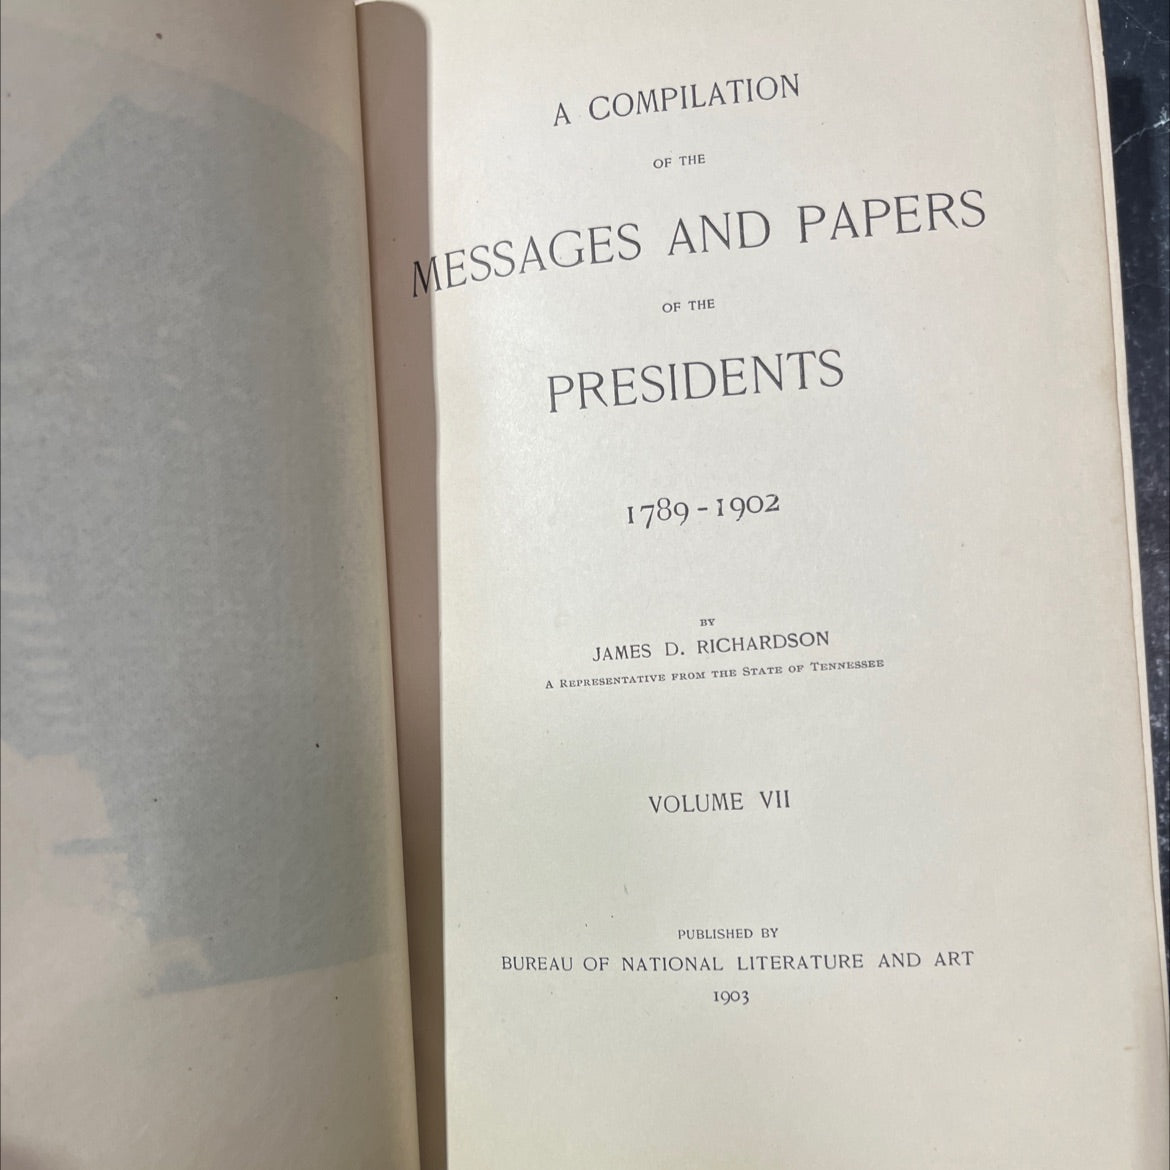 A COMPILATION
OF THE
MESSAGES AND PAPERS
OF THE
PRESIDENTS
1789-1902
BY
JAMES D. RICHARDSON
A REPRESENTATIVE FROM THE STATE OF TENNESSEE
VOLUME VII
PUBLISHED BY
BUREAU OF NATIONAL LITERATURE AND ART
1903